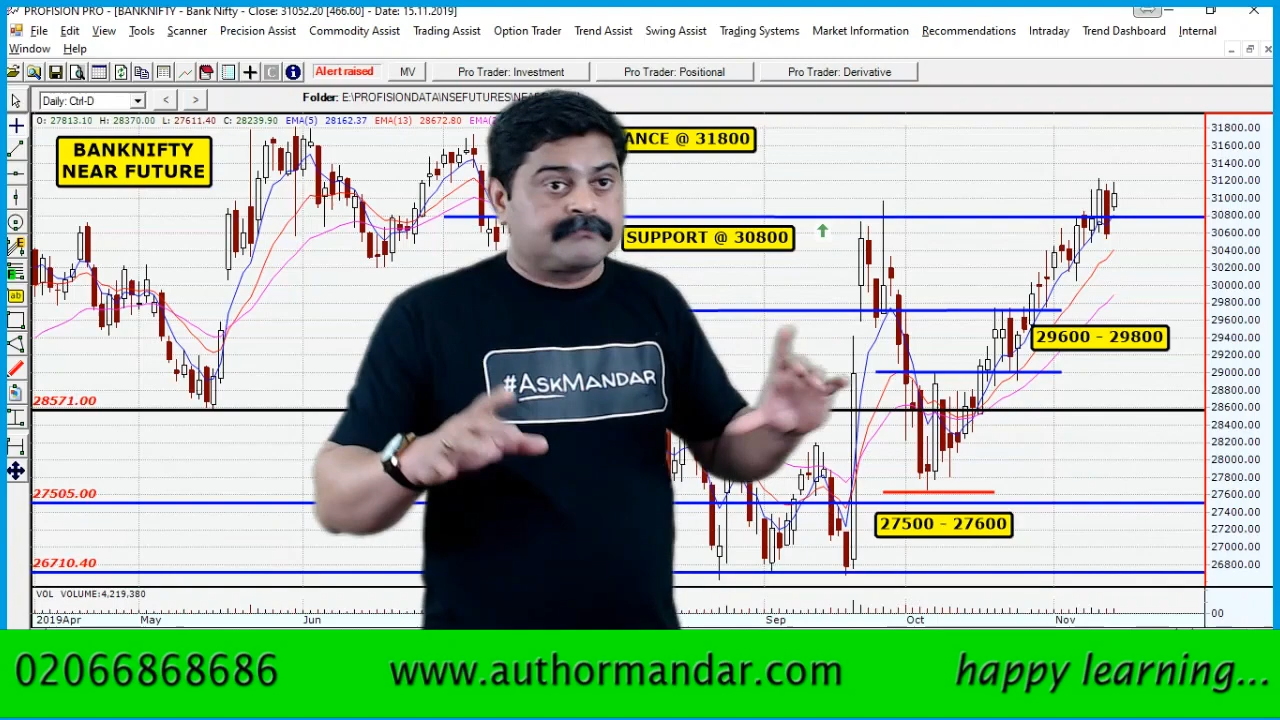 PROFISION PRO - [BANKNIFTY - Bank Nifty - Close: 31052.20 [466.60] - Date: 15.11.2019]
File Edit View Tools Scanner Precision Assist Commodity Assist Trading Assist Option Trader Trend Assist Swing Assist Trading Systems Market Information Recommendations Intraday Trend Dashboard Internal
Window Help
Alert raised MV Pro Trader: Investment Pro Trader: Positional Pro Trader: Derivative
Daily: Ctrl-D < > Folder: E:\PROFISIONDATA\NSEFUTURES\
O: 27813.10 H: 28370.00 L: 27611.40 C: 28239.90 EMA(5) 28162.37 EMA(13) 28672.80
BANKNIFTY
NEAR FUTURE
ANCE @ 31800
SUPPORT @ 30800
29600 - 29800
27500 - 27600
28571.00
27505.00
26710.40
31800.00
31600.00
31400.00
31200.00
31000.00
30800.00
30600.00
30400.00
30200.00
30000.00
29800.00
29600.00
29400.00
29200.00
29000.00
28800.00
28600.00
28400.00
28200.00
28000.00
27800.00
27600.00
27400.00
27200.00
27000.00
26800.00
#ASKMANDAR
VOL VOLUME:4,219,380
00
2019Apr May Jun Sep Oct Nov
02066868686 www.authormandar.com happy learning...